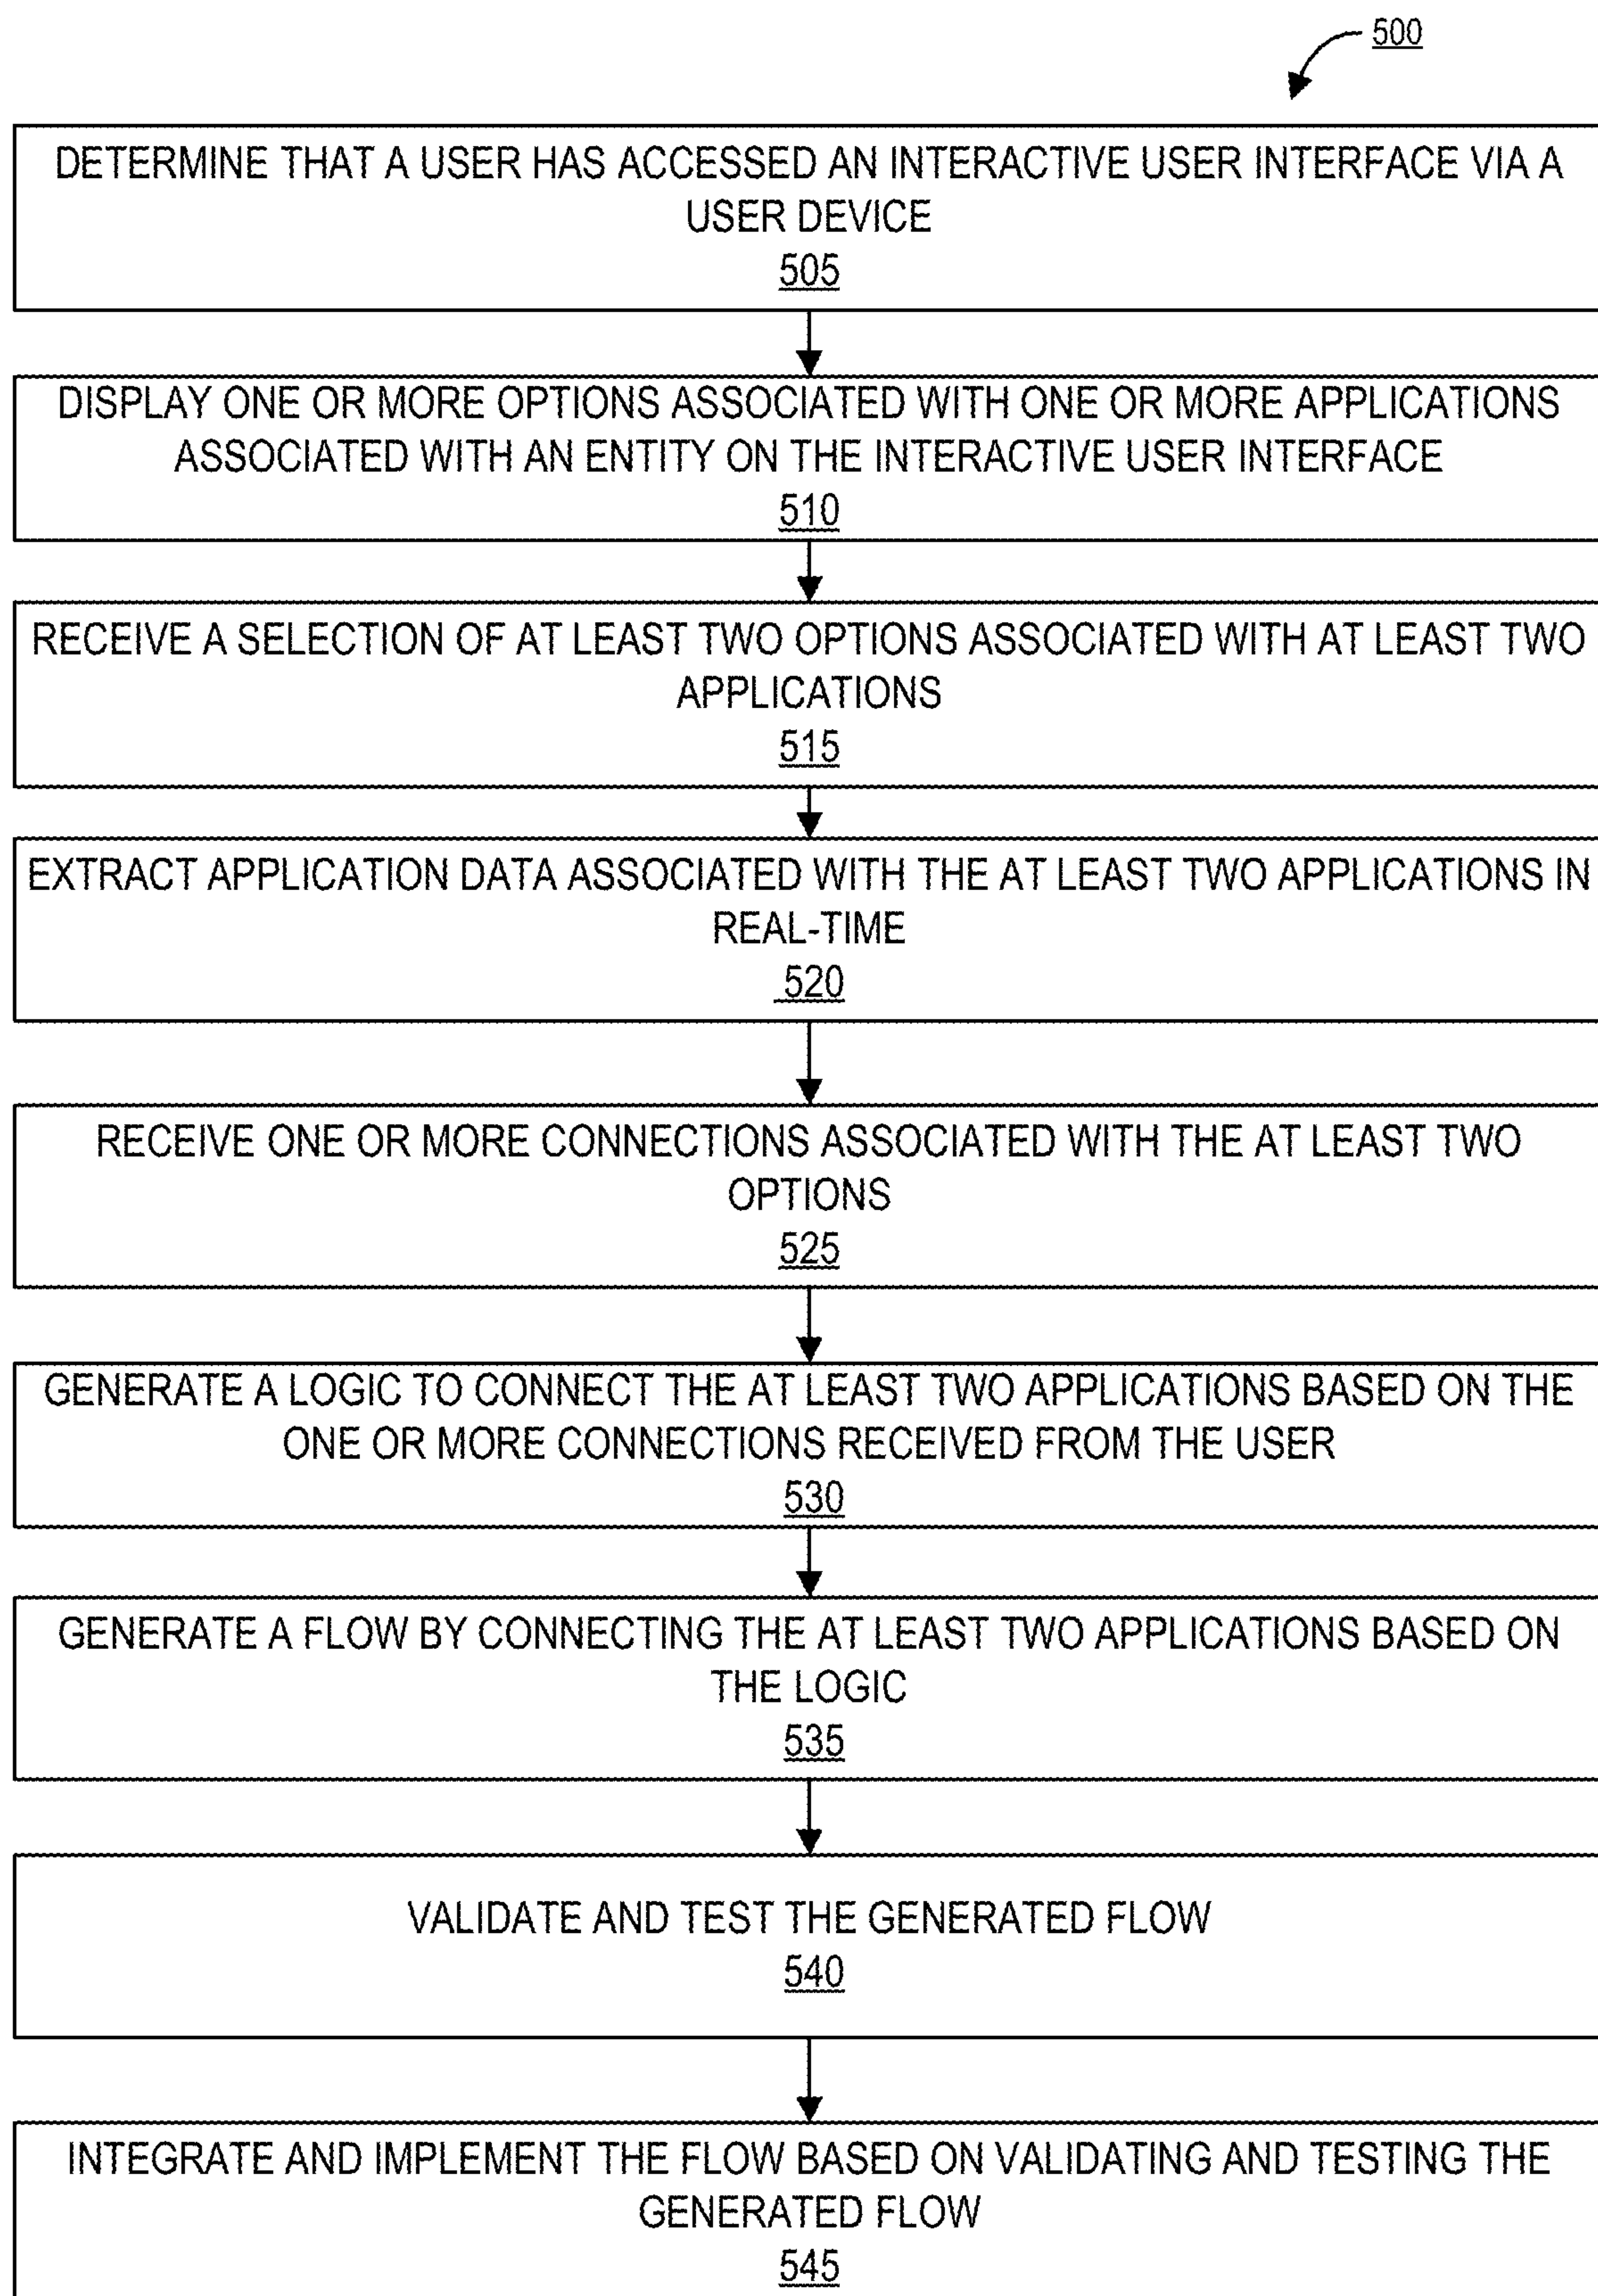 500
DETERMINE THAT A USER HAS ACCESSED AN INTERACTIVE USER INTERFACE VIA A
USER DEVICE
505
DISPLAY ONE OR MORE OPTIONS ASSOCIATED WITH ONE OR MORE APPLICATIONS
ASSOCIATED WITH AN ENTITY ON THE INTERACTIVE USER INTERFACE
510
RECEIVE A SELECTION OF AT LEAST TWO OPTIONS ASSOCIATED WITH AT LEAST TWO
APPLICATIONS
515
EXTRACT APPLICATION DATA ASSOCIATED WITH THE AT LEAST TWO APPLICATIONS IN
REAL-TIME
520
RECEIVE ONE OR MORE CONNECTIONS ASSOCIATED WITH THE AT LEAST TWO
OPTIONS
525
GENERATE A LOGIC TO CONNECT THE AT LEAST TWO APPLICATIONS BASED ON THE
ONE OR MORE CONNECTIONS RECEIVED FROM THE USER
530
GENERATE A FLOW BY CONNECTING THE AT LEAST TWO APPLICATIONS BASED ON
THE LOGIC
535
VALIDATE AND TEST THE GENERATED FLOW
540
INTEGRATE AND IMPLEMENT THE FLOW BASED ON VALIDATING AND TESTING THE
GENERATED FLOW
545